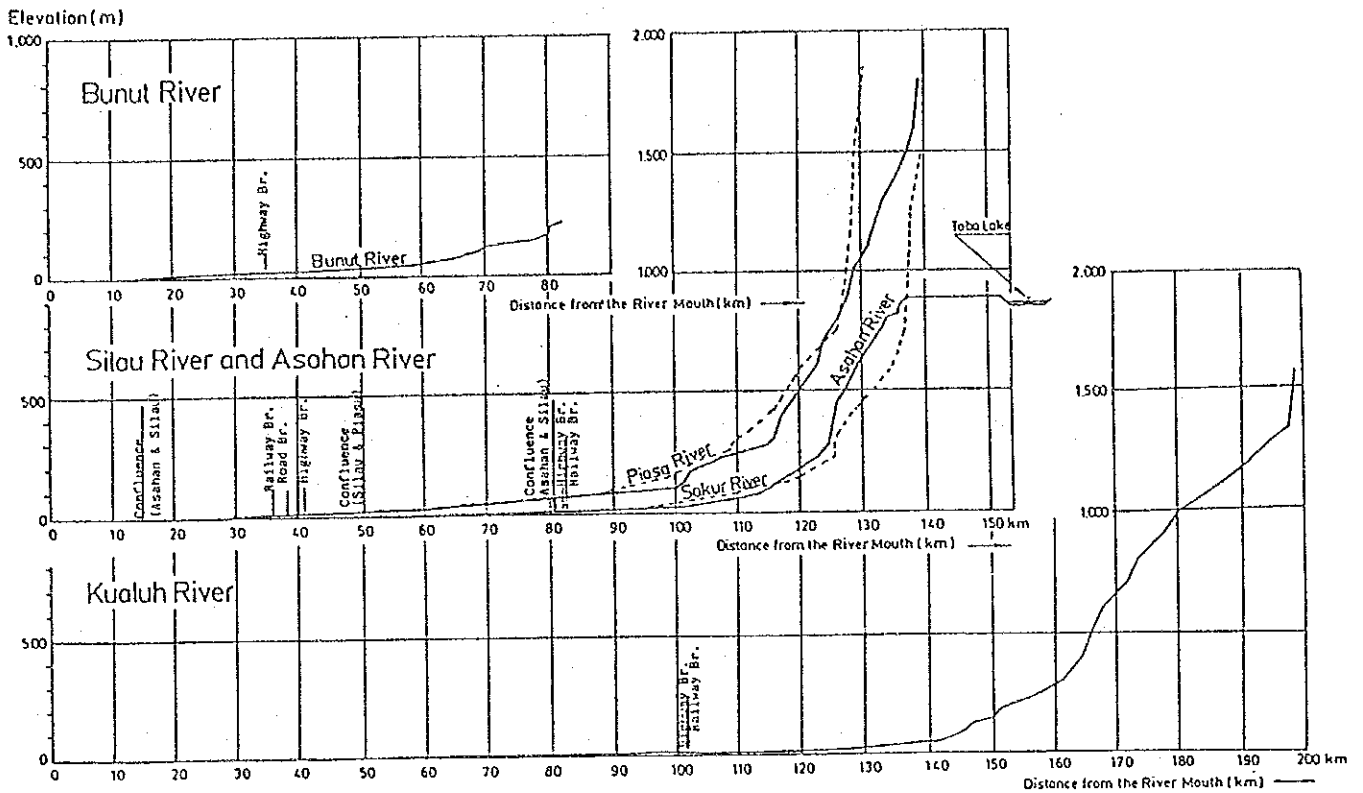 Elevation (m)
1,000
500
0
Bunut River
Highway Br.
Bunut River
0 10 20 30 40 50 60 70 80
Distance from the River Mouth (km)
2.000
1.500
1.000
Toba Lake
Silau River and Asahan River
500
0
Confluence
(Asahan & Silau)
Railway Br.
Road Br.
Highway Br.
Confluence
(Silau & Piasa)
Confluence
Asahan & Silau)
Highway Br.
Railway Br.
Piasa River
Sakur River
Asahan River
0 10 20 30 40 50 60 70 80 90 100 110 120 130 140 150 km
Distance from the River Mouth (km)
2.000
1,500
1,000
Kualuh River
500
0
Railway Br.
0 10 20 30 40 50 60 70 80 90 100 110 120 130 140 150 160 170 180 190 200 km
Distance from the River Mouth (km)